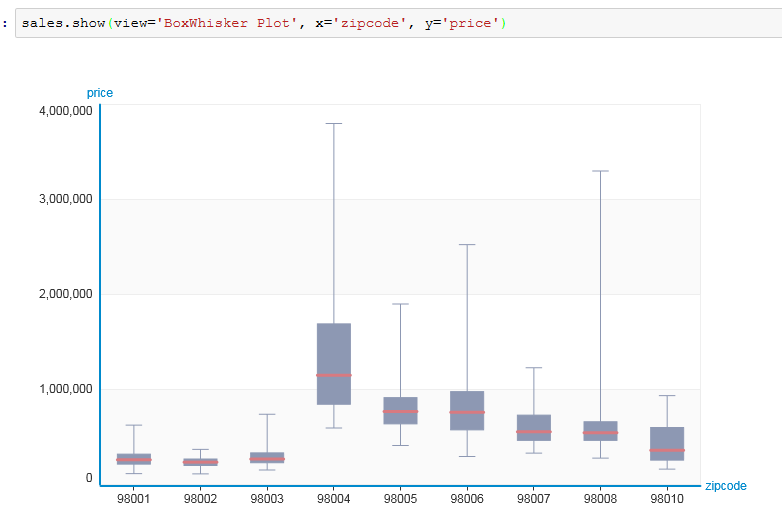 : sales.show(view='BoxWhisker Plot', x='zipcode', y='price')
price
4,000,000
3,000,000
2,000,000
1,000,000
0
98001 98002 98003 98004 98005 98006 98007 98008 98010
zipcode